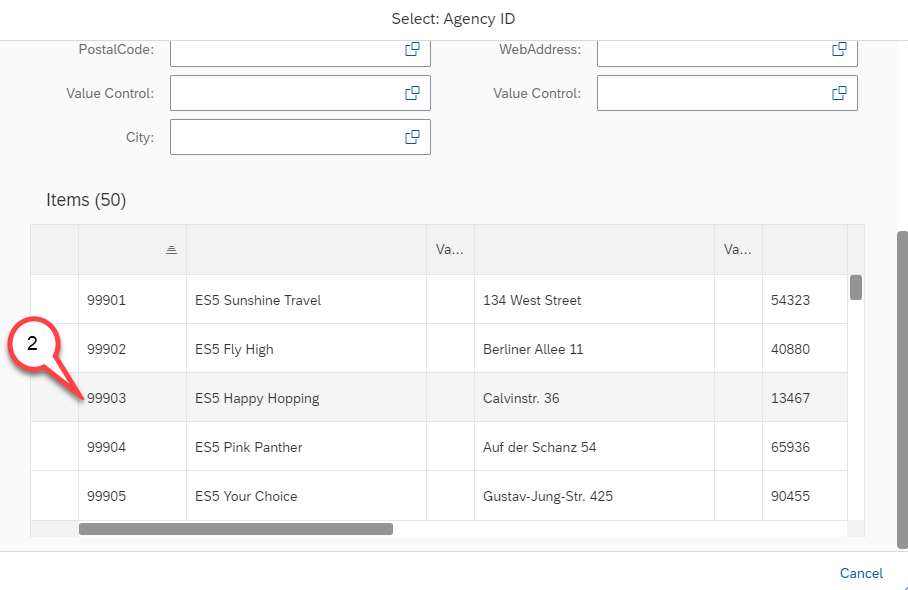 Select: Agency ID
PostalCode: WebAddress:
Value Control: Value Control:
City:
Items (50)
Va... Va...
99901 ES5 Sunshine Travel 134 West Street 54323
2
99902 ES5 Fly High Berliner Allee 11 40880
99903 ES5 Happy Hopping Calvinstr. 36 13467
99904 ES5 Pink Panther Auf der Schanz 54 65936
99905 ES5 Your Choice Gustav-Jung-Str. 425 90455
Cancel